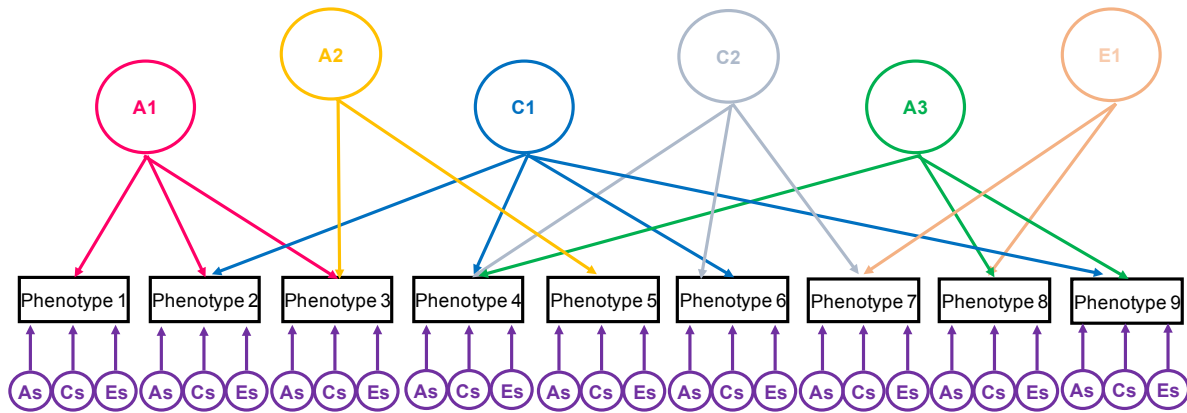 A1
A2
C1
C2
A3
E1
Phenotype 1
Phenotype 2
Phenotype 3
Phenotype 4
Phenotype 5
Phenotype 6
Phenotype 7
Phenotype 8
Phenotype 9
As Cs Es
As Cs Es
As Cs Es
As Cs Es
As Cs Es
As Cs Es
As Cs Es
As Cs Es
As Cs Es